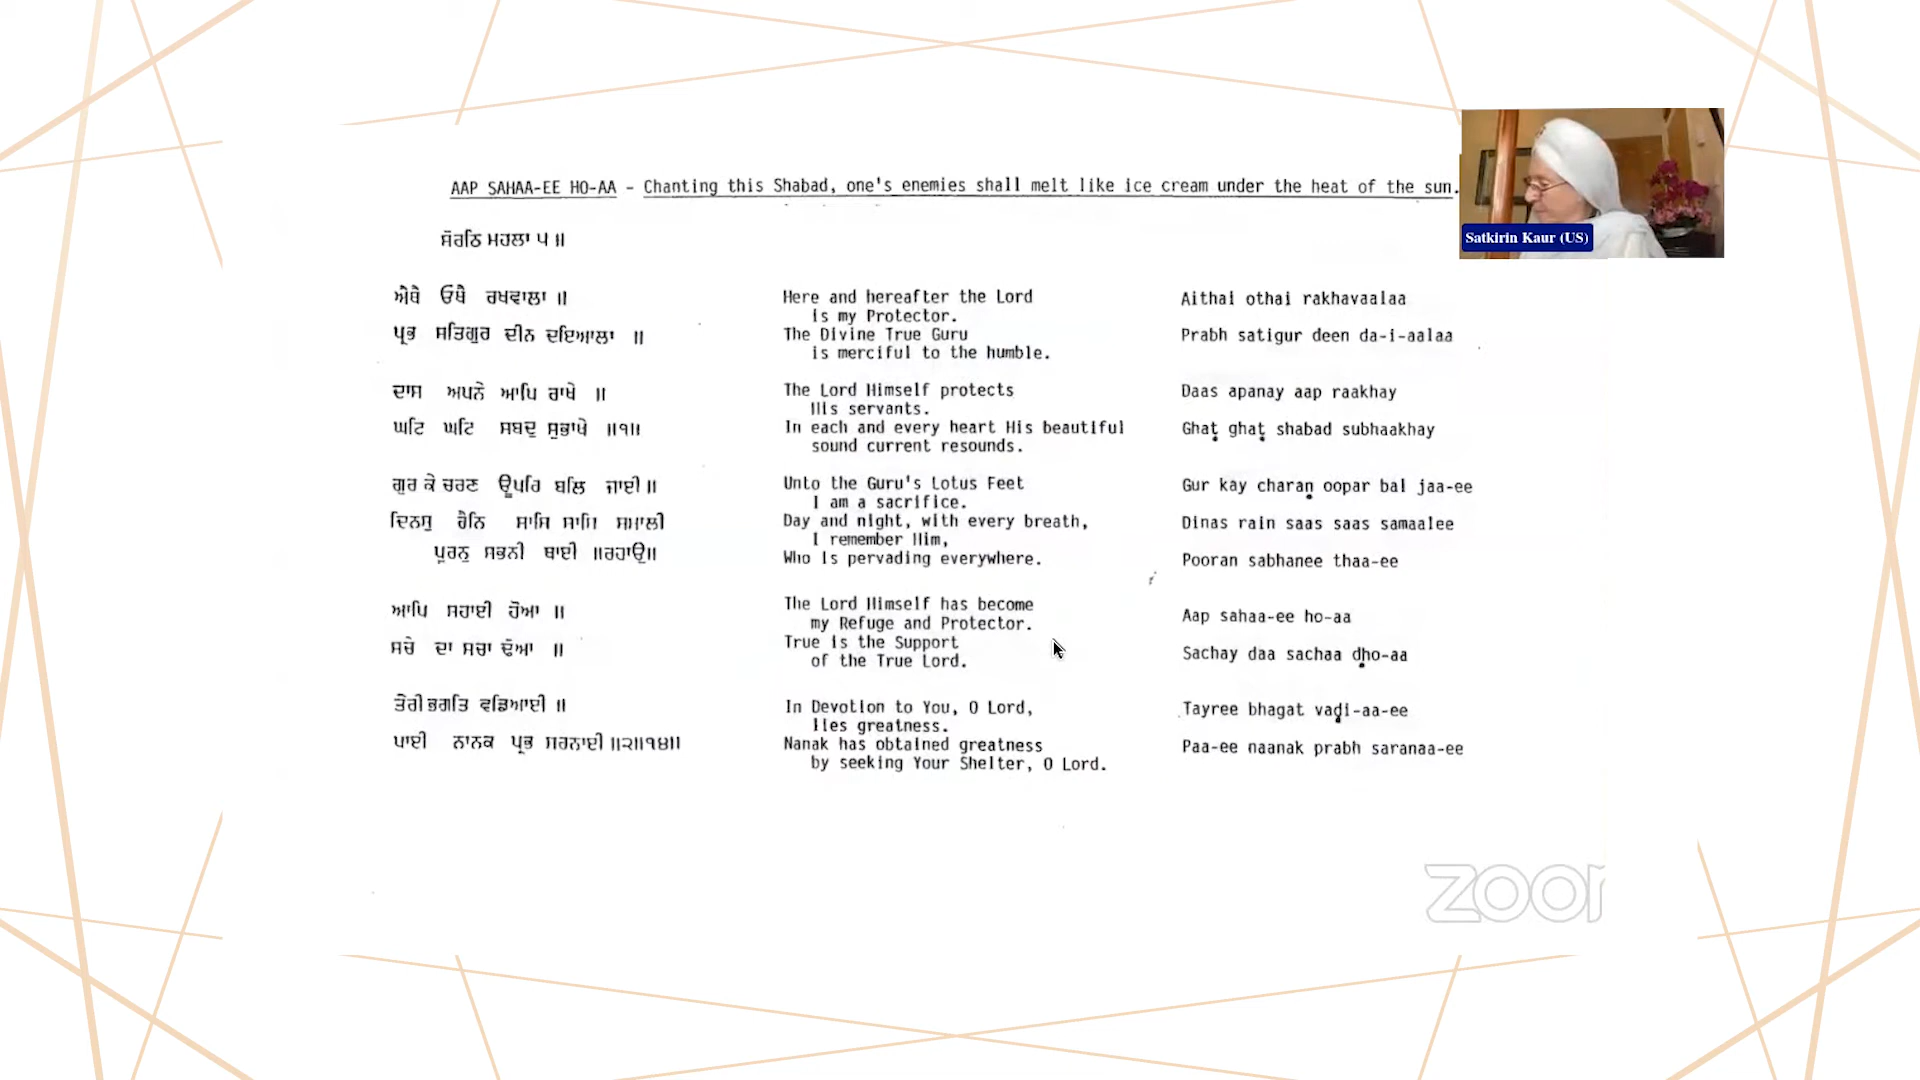 AAP SAHAA-EE HO-AA - Chanting this Shabad, one's enemies shall melt like ice cream under the heat of the sun.
Satkirin Kaur (US)
ਸੋਰਠਿ ਮਹਲਾ ੫ ॥
ਐਥੈ ਓਥੈ ਰਖਵਾਲਾ ॥
ਪ੍ਰਭ ਸਤਿਗੁਰ ਦੀਨ ਦਇਆਲਾ ॥
ਦਾਸ ਅਪਨੇ ਆਪਿ ਰਾਖੇ ॥
ਘਟਿ ਘਟਿ ਸਬਦੁ ਸੁਭਾਖੇ ॥੧॥
ਗੁਰ ਕੇ ਚਰਣ ਊਪਰਿ ਬਲਿ ਜਾਈ ॥
ਦਿਨਸੁ ਰੈਨਿ ਸਾਸਿ ਸਾਸਿ ਸਮਾਲੀ
ਪੂਰਨੁ ਸਭਨੀ ਥਾਈ ॥ਰਹਾਉ॥
ਆਪਿ ਸਹਾਈ ਹੋਆ ॥
ਸਚੇ ਦਾ ਸਚਾ ਢੋਆ ॥
ਤੇਰੀ ਭਗਤਿ ਵਡਿਆਈ ॥
ਪਾਈ ਨਾਨਕ ਪ੍ਰਭ ਸਰਨਾਈ ॥੨॥੧੪॥
Here and hereafter the Lord
is my Protector.
The Divine True Guru
is merciful to the humble.
The Lord Himself protects
His servants.
In each and every heart His beautiful
sound current resounds.
Unto the Guru's Lotus Feet
I am a sacrifice.
Day and night, with every breath,
I remember Him,
Who is pervading everywhere.
The Lord Himself has become
my Refuge and Protector.
True is the Support
of the True Lord.
In Devotion to You, O Lord,
lies greatness.
Nanak has obtained greatness
by seeking Your Shelter, O Lord.
Aithai othai rakhavaalaa
Prabh satigur deen da-i-aalaa
Daas apanay aap raakhay
Ghaṭ ghaṭ shabad subhaakhay
Gur kay charaṇ oopar bal jaa-ee
Dinas rain saas saas samaalee
Pooran sabhanee thaa-ee
Aap sahaa-ee ho-aa
Sachay daa sachaa ḍho-aa
Tayree bhagat vaḍi-aa-ee
Paa-ee naanak prabh saranaa-ee
zoom